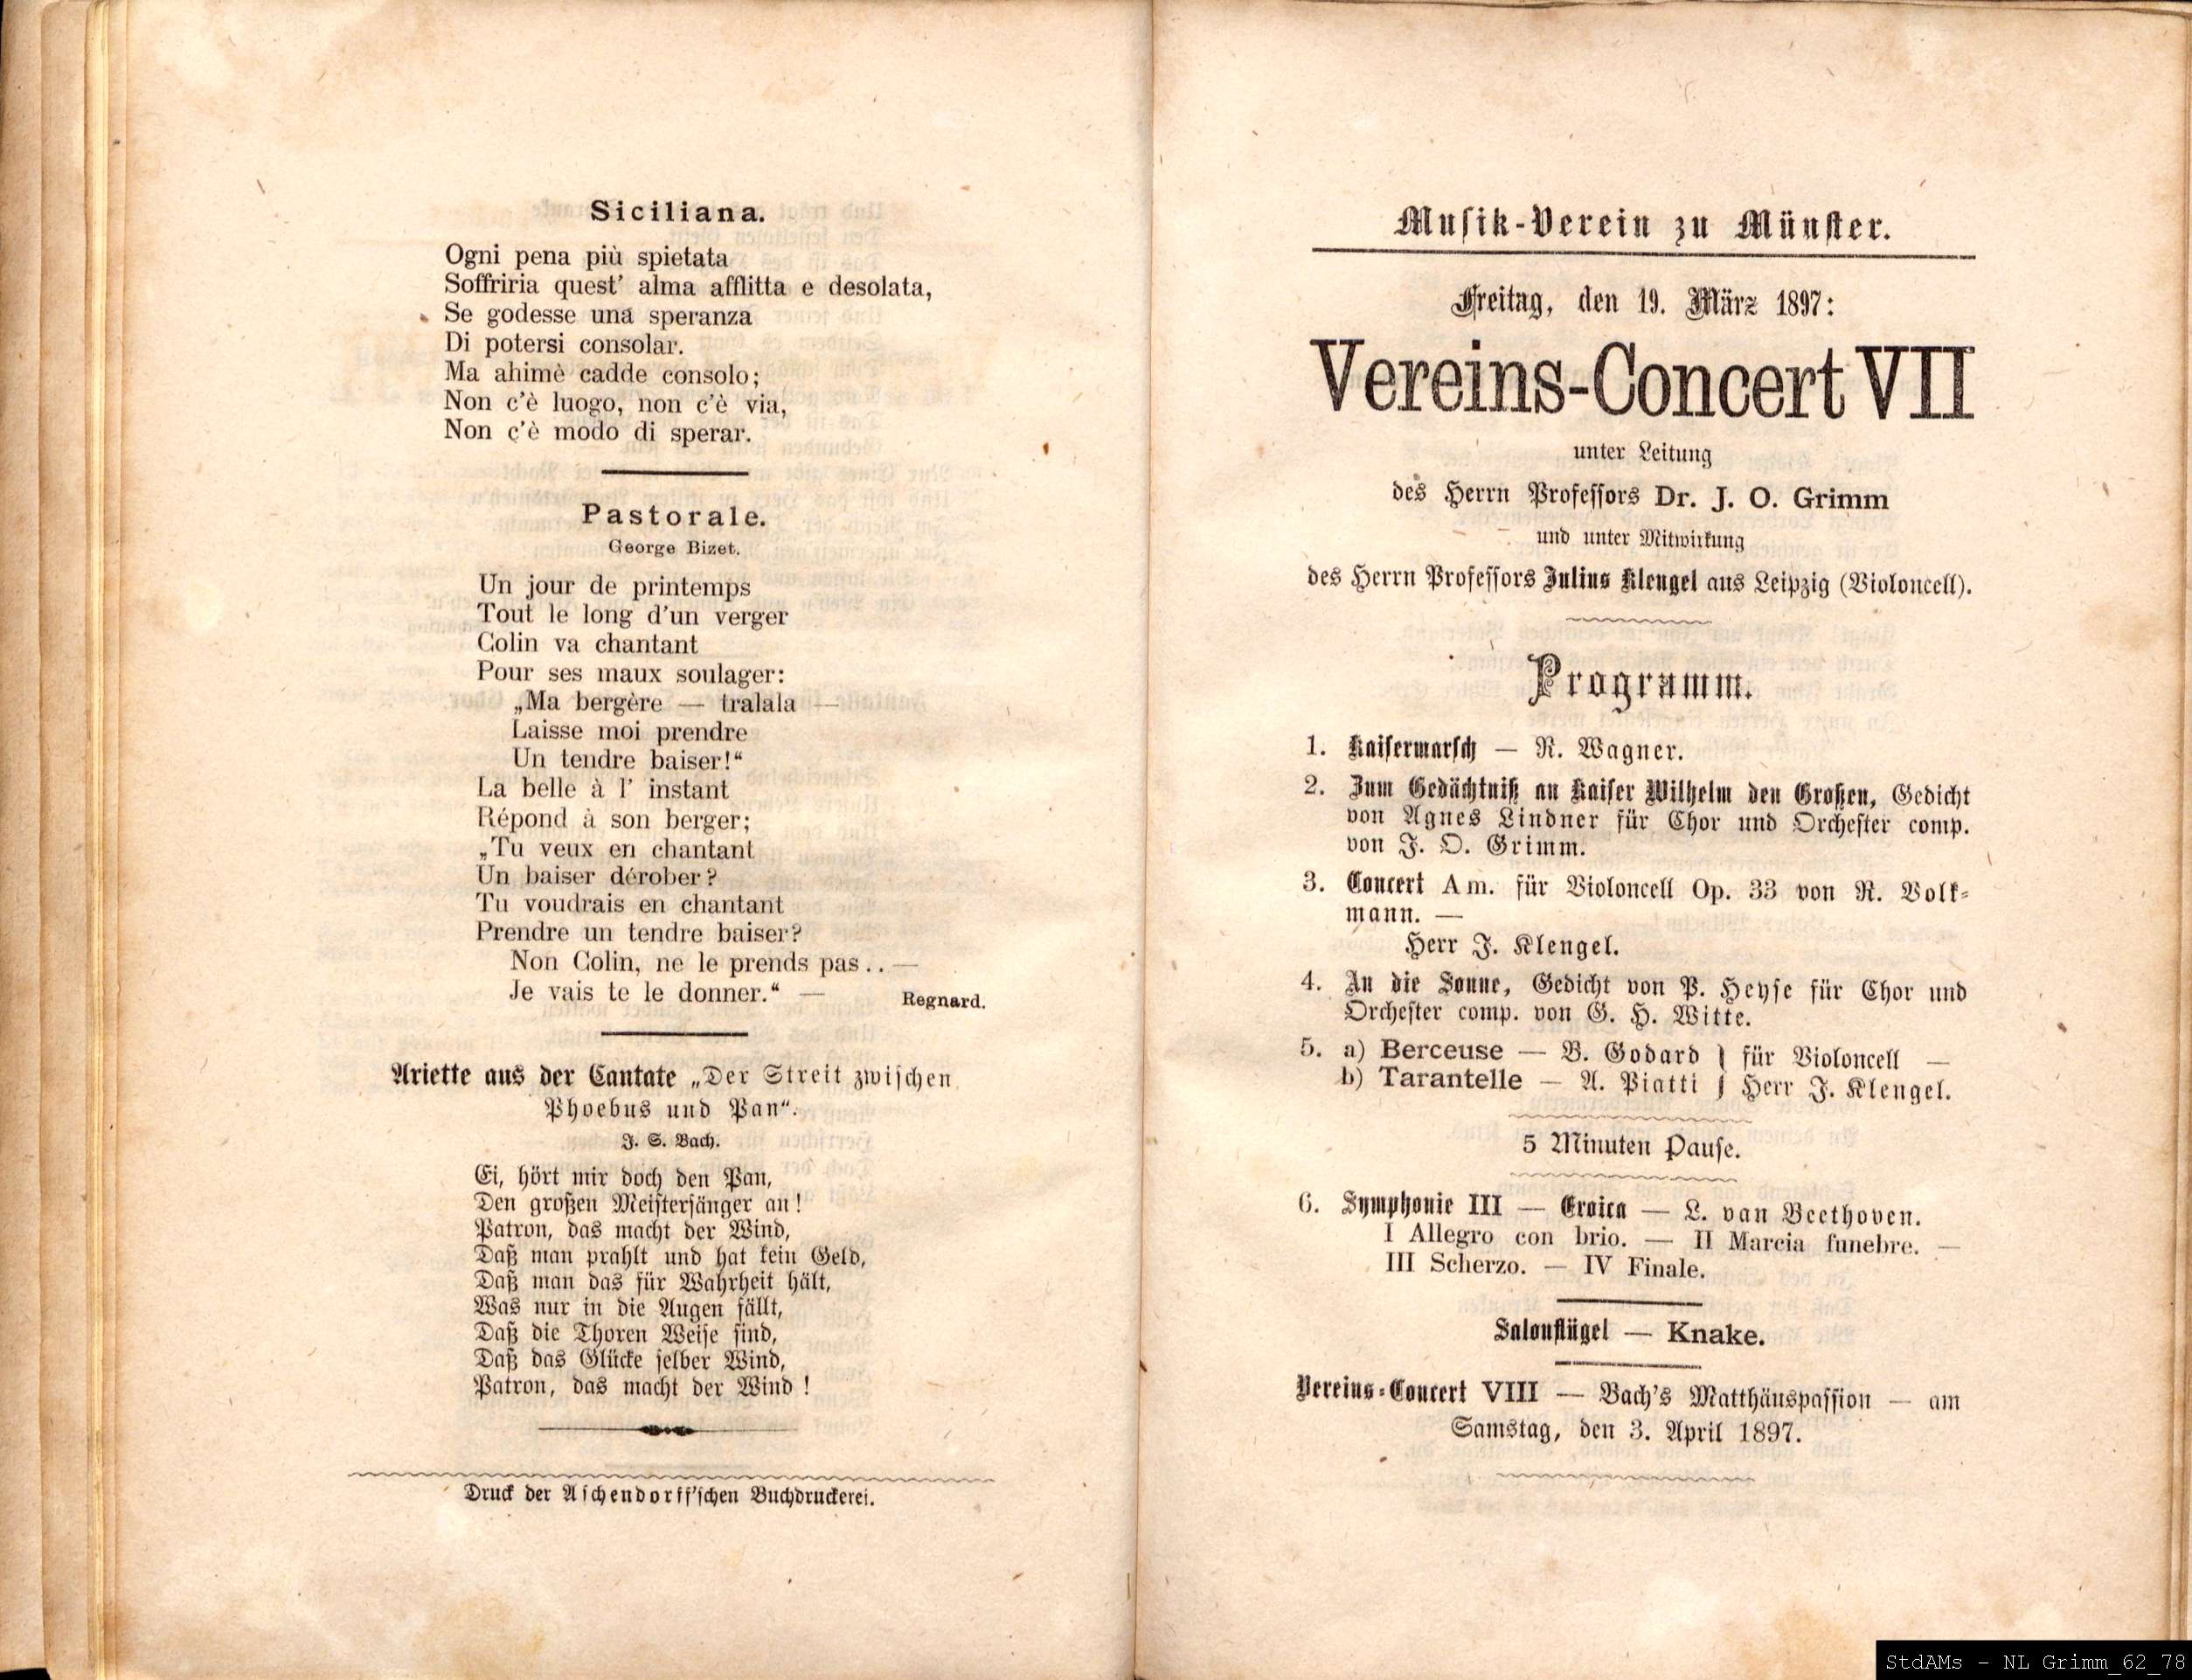 Siciliana.
Ogni pena più spietata
Soffriria quest' alma afflitta e desolata,
Se godesse una speranza
Di potersi consolar.
Ma ahimè cadde consolo;
Non c'è luogo, non c'è via,
Non c'è modo di sperar.
Pastorale.
George Bizet.
Un jour de printemps
Tout le long d'un verger
Colin va chantant
Pour ses maux soulager:
„Ma bergère — tralala —
Laisse moi prendre
Un tendre baiser!“
La belle à l' instant
Répond à son berger;
„Tu veux en chantant
Un baiser dérober?
Tu voudrais en chantant
Prendre un tendre baiser?
Non Colin, ne le prends pas.. —
Je vais te le donner.“ —
Regnard.
Ariette aus der Cantate „Der Streit zwischen
Phoebus und Pan“.
J. S. Bach.
Ei, hört mir doch den Pan,
Den großen Meistersänger an!
Patron, das macht der Wind,
Daß man prahlt und hat kein Geld,
Daß man das für Wahrheit hält,
Was nur in die Augen fällt,
Daß die Thoren Weise sind,
Daß das Glücke selber Wind,
Patron, das macht der Wind!
Druck der Aschendorff'schen Buchdruckerei.
Musik-Verein zu Münster.
Freitag, den 19. März 1897:
Vereins-Concert VII
unter Leitung
des Herrn Professors Dr. J. O. Grimm
und unter Mitwirkung
des Herrn Professors Julius Klengel aus Leipzig (Violoncell).
Programm.
1. Kaisermarsch — R. Wagner.
2. Zum Gedächtniß an Kaiser Wilhelm den Großen, Gedicht
von Agnes Lindner für Chor und Orchester comp.
von J. O. Grimm.
3. Concert Am. für Violoncell Op. 33 von R. Volk-
mann. —
Herr J. Klengel.
4. An die Sonne, Gedicht von P. Heyse für Chor und
Orchester comp. von G. H. Witte.
5. a) Berceuse — B. Godard } für Violoncell —
b) Tarantelle — A. Piatti } Herr J. Klengel.
5 Minuten Pause.
6. Symphonie III — Eroica — L. van Beethoven.
I Allegro con brio. — II Marcia funebre. —
III Scherzo. — IV Finale.
Salonflügel — Knake.
Vereins-Concert VIII — Bach's Matthäuspassion — am
Samstag, den 3. April 1897.
StdAMs - NL Grimm_62_78